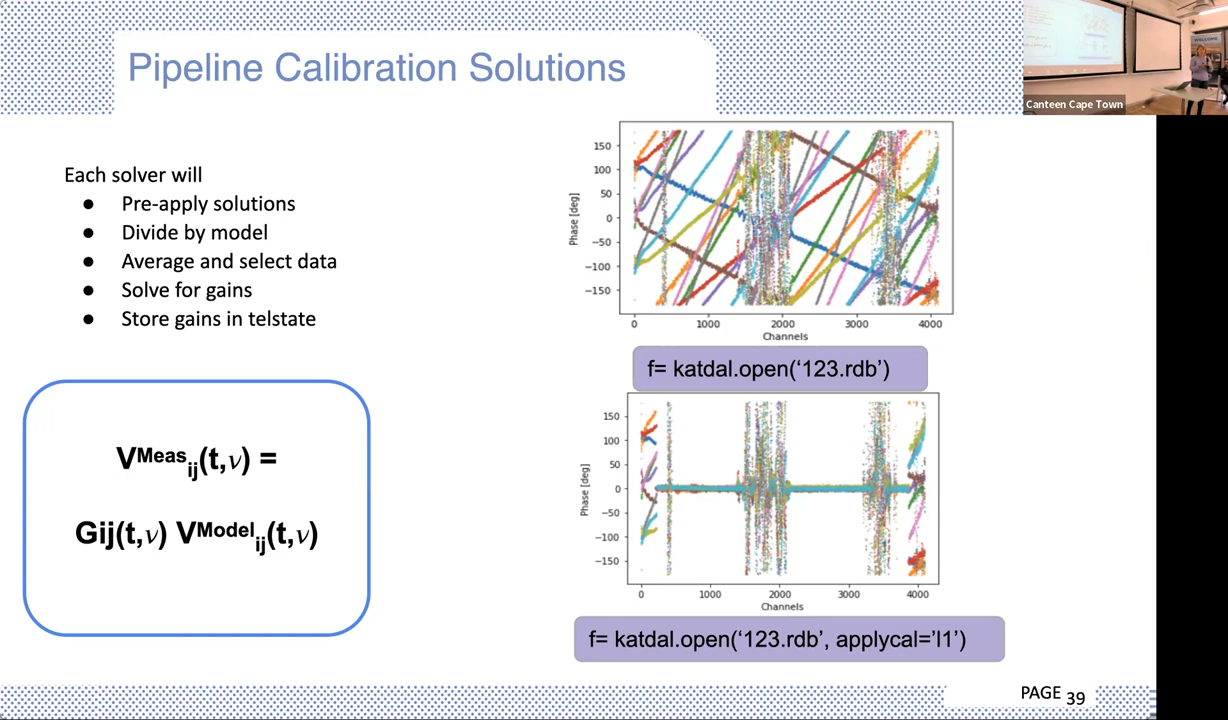 Pipeline Calibration Solutions
WELCOME
Canteen Cape Town
Each solver will
● Pre-apply solutions
● Divide by model
● Average and select data
● Solve for gains
● Store gains in telstate
V^Meas_ij(t,ν) =
Gij(t,ν) V^Model_ij(t,ν)
150
100
50
0
−50
−100
−150
Phase [deg]
0 1000 2000 3000 4000
Channels
f= katdal.open(‘123.rdb’)
150
100
50
0
−50
−100
−150
Phase [deg]
0 1000 2000 3000 4000
Channels
f= katdal.open(‘123.rdb’, applycal=’l1’)
PAGE 39